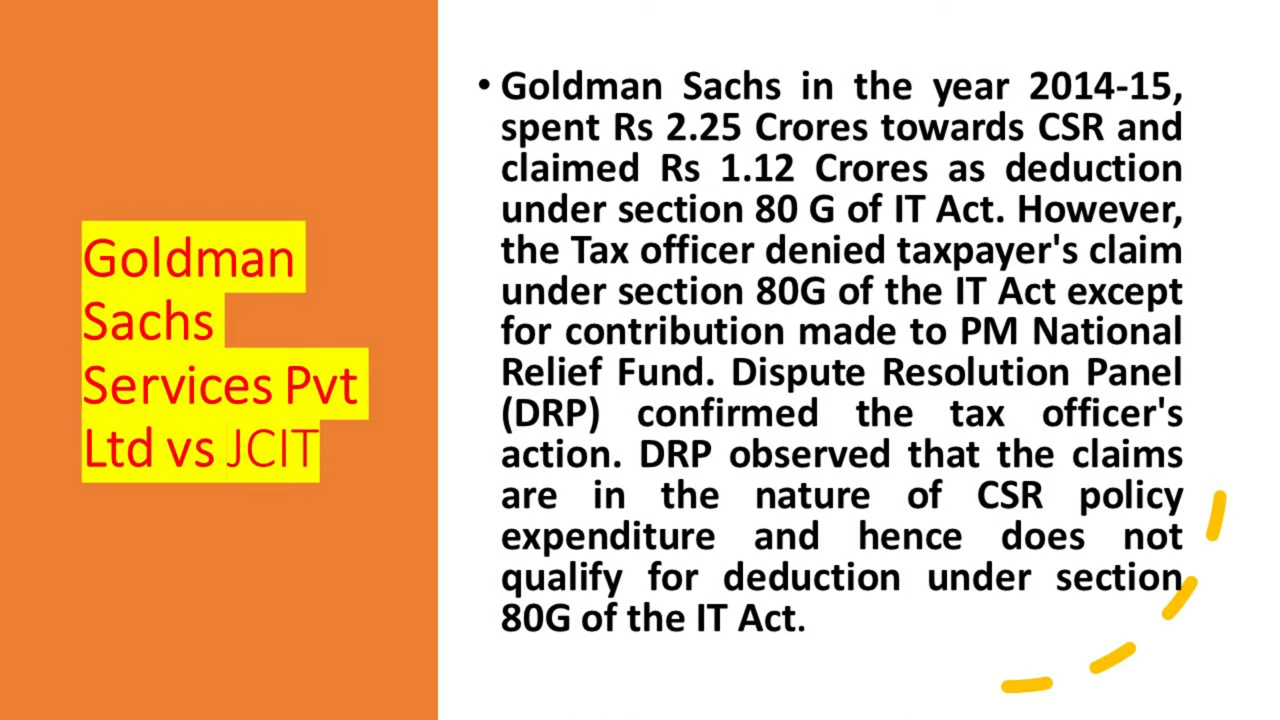 Goldman
Sachs
Services Pvt
Ltd vs JCIT
• Goldman Sachs in the year 2014-15,
spent Rs 2.25 Crores towards CSR and
claimed Rs 1.12 Crores as deduction
under section 80 G of IT Act. However,
the Tax officer denied taxpayer's claim
under section 80G of the IT Act except
for contribution made to PM National
Relief Fund. Dispute Resolution Panel
(DRP) confirmed the tax officer's
action. DRP observed that the claims
are in the nature of CSR policy
expenditure and hence does not
qualify for deduction under section
80G of the IT Act.